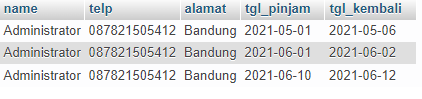 name telp alamat tgl_pinjam tgl_kembali
Administrator 087821505412 Bandung 2021-05-01 2021-05-06
Administrator 087821505412 Bandung 2021-06-01 2021-06-02
Administrator 087821505412 Bandung 2021-06-10 2021-06-12